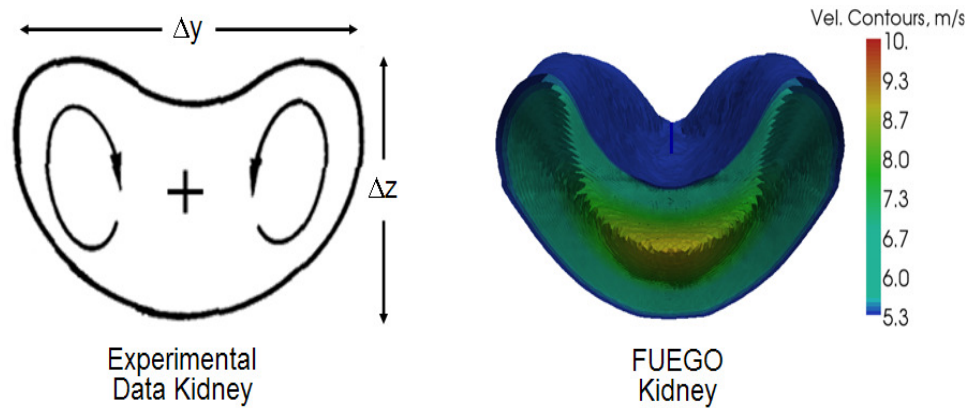 Δy
Δz
Experimental
Data Kidney
FUEGO
Kidney
Vel. Contours, m/s
10.
9.3
8.7
8.0
7.3
6.7
6.0
5.3